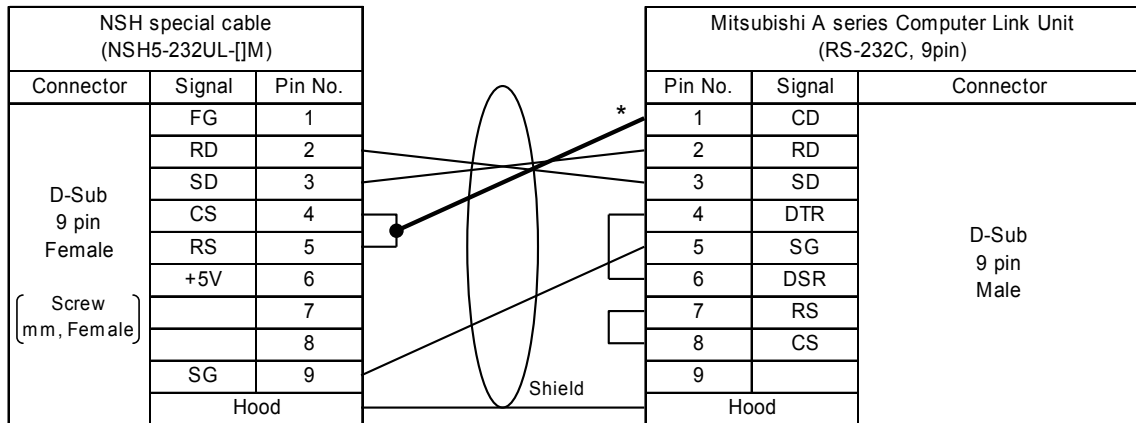 NSH special cable
(NSH5-232UL-[]M)
Mitsubishi A series Computer Link Unit
(RS-232C, 9pin)
Connector Signal Pin No.
Pin No. Signal Connector
FG 1
* 1 CD
RD 2
2 RD
SD 3
3 SD
CS 4
4 DTR
RS 5
5 SG
+5V 6
6 DSR
7
7 RS
8
8 CS
SG 9
9
D-Sub
9 pin
Female
Screw
mm, Female
D-Sub
9 pin
Male
Shield
Hood
Hood